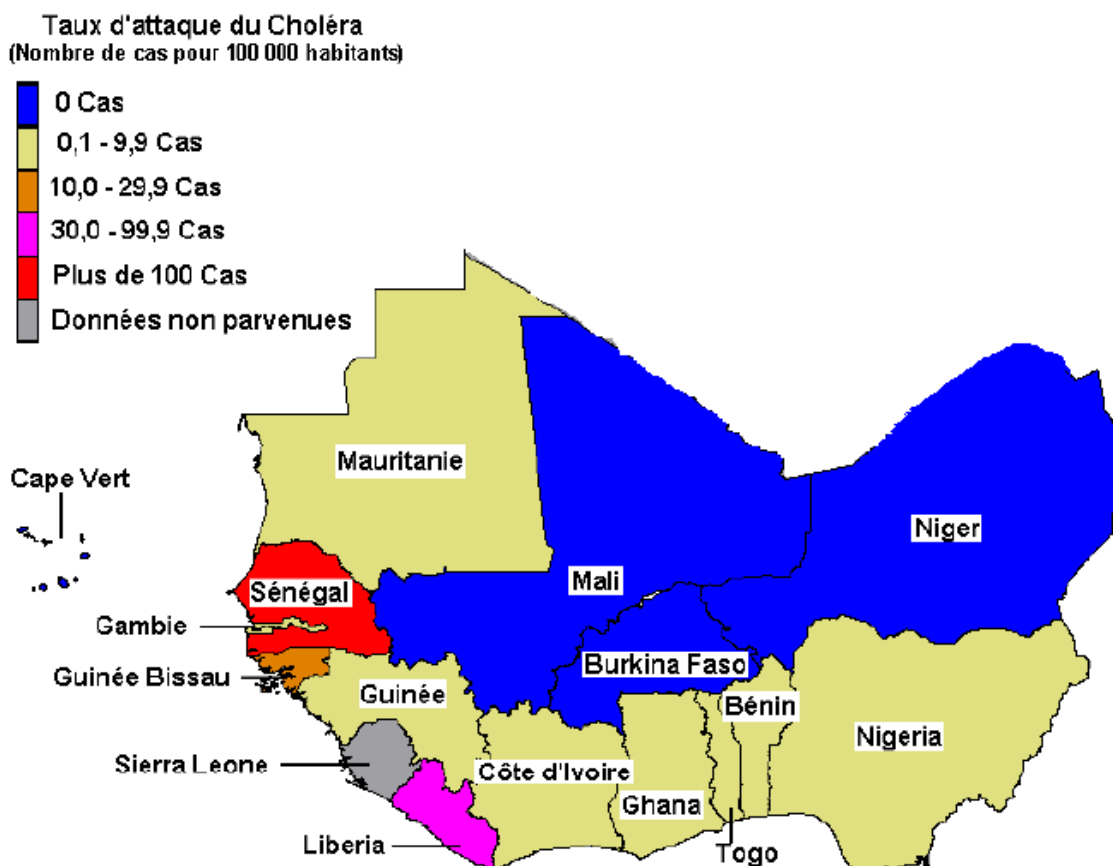 Taux d'attaque du Choléra
(Nombre de cas pour 100 000 habitants)
0 Cas
0,1 - 9,9 Cas
10,0 - 29,9 Cas
30,0 - 99,9 Cas
Plus de 100 Cas
Données non parvenues
Mauritanie
Cape Vert
Niger
Mali
Sénégal
Gambie
Burkina Faso
Guinée Bissau
Guinée
Bénin
Nigeria
Sierra Leone
Côte d'Ivoire
Ghana
Liberia
Togo